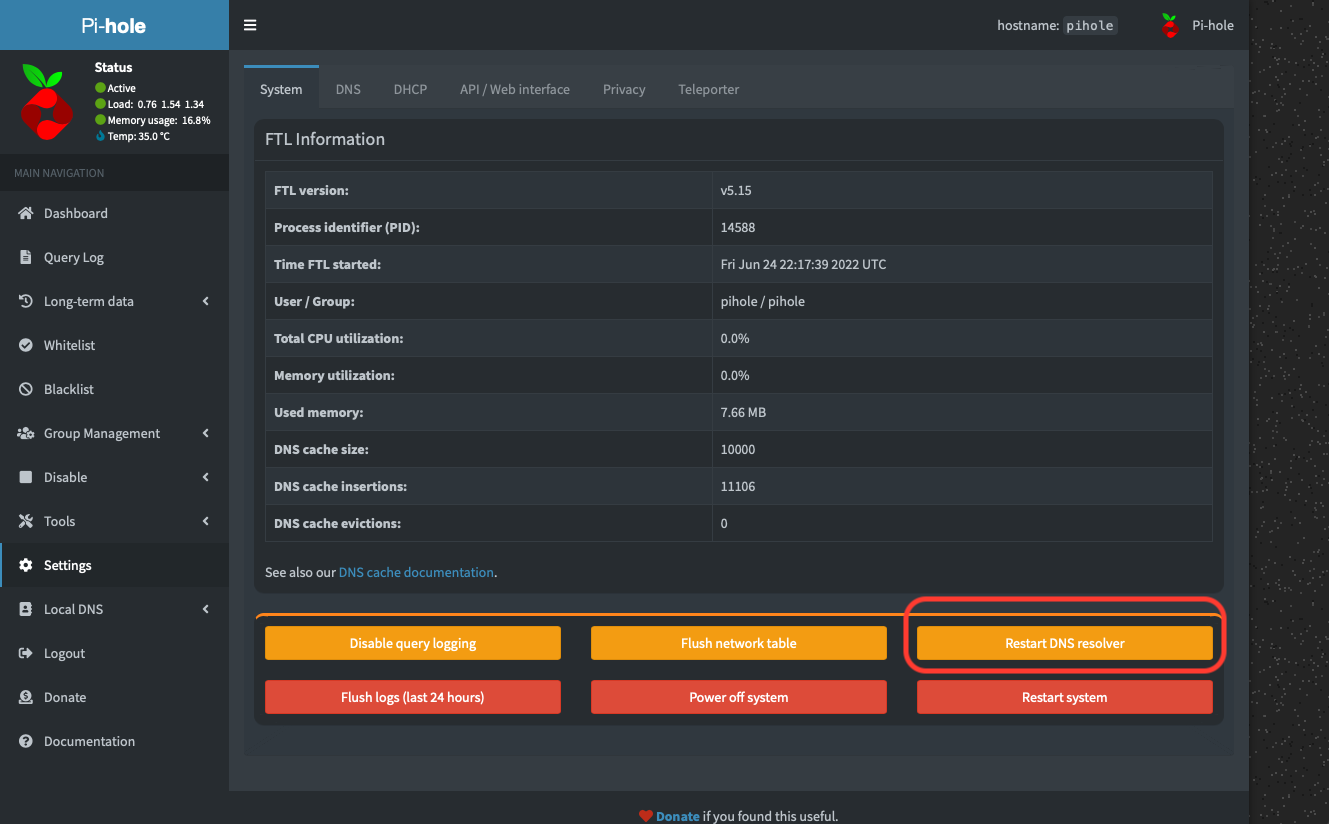 Pi-hole
hostname: pihole
Pi-hole
Status
Active
Load: 0.76 1.54 1.34
Memory usage: 16.8%
Temp: 35.0 °C
MAIN NAVIGATION
Dashboard
Query Log
Long-term data
Whitelist
Blacklist
Group Management
Disable
Tools
Settings
Local DNS
Logout
Donate
Documentation
System DNS DHCP API / Web interface Privacy Teleporter
FTL Information
FTL version: v5.15
Process identifier (PID): 14588
Time FTL started: Fri Jun 24 22:17:39 2022 UTC
User / Group: pihole / pihole
Total CPU utilization: 0.0%
Memory utilization: 0.0%
Used memory: 7.66 MB
DNS cache size: 10000
DNS cache insertions: 11106
DNS cache evictions: 0
See also our DNS cache documentation.
Disable query logging Flush network table Restart DNS resolver
Flush logs (last 24 hours) Power off system Restart system
Donate if you found this useful.